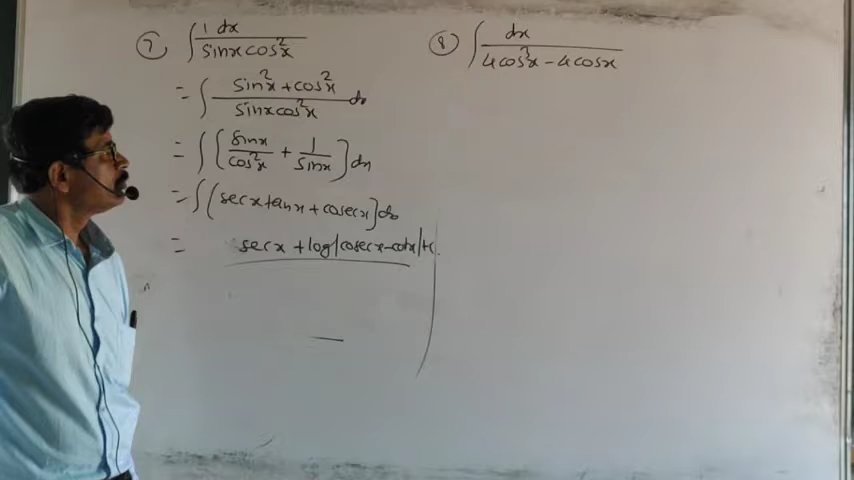 ⑦ ∫ 1 dx / sinx cos²x
= ∫ sin²x + cos²x / sinx cos²x dx
= ∫ [ sinx / cos²x + 1 / sinx ] dx
= ∫ (secx tanx + cosecx] dx
= secx + log|cosecx - cotx| + c.
⑧ ∫ dx / 4cos³x - 4cosx